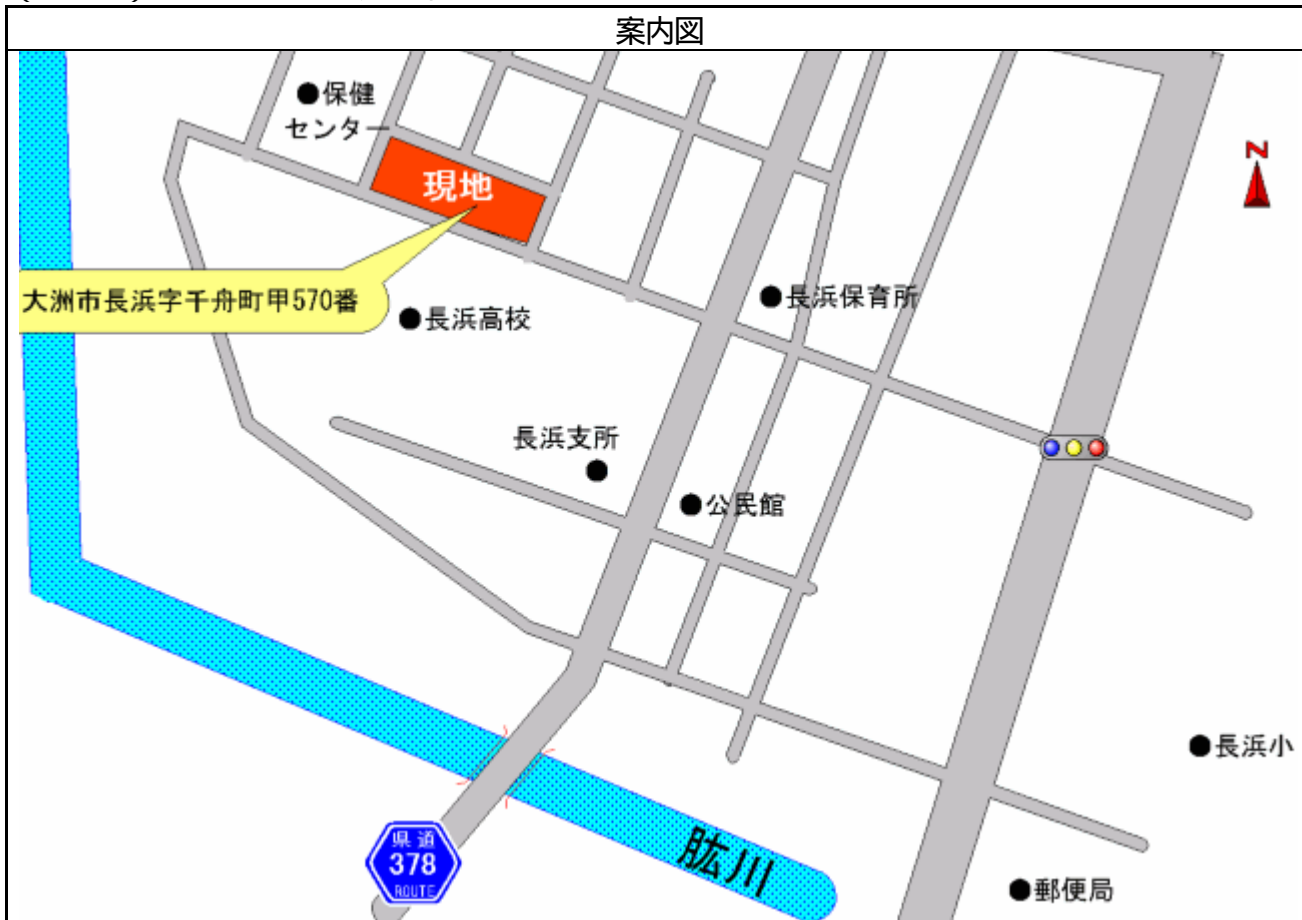 案内図
●保健
センター
N
現地
大洲市長浜字千舟町甲570番
●長浜高校
●長浜保育所
長浜支所
●公民館
●長浜小
県道
378
ROUTE
肱川
●郵便局